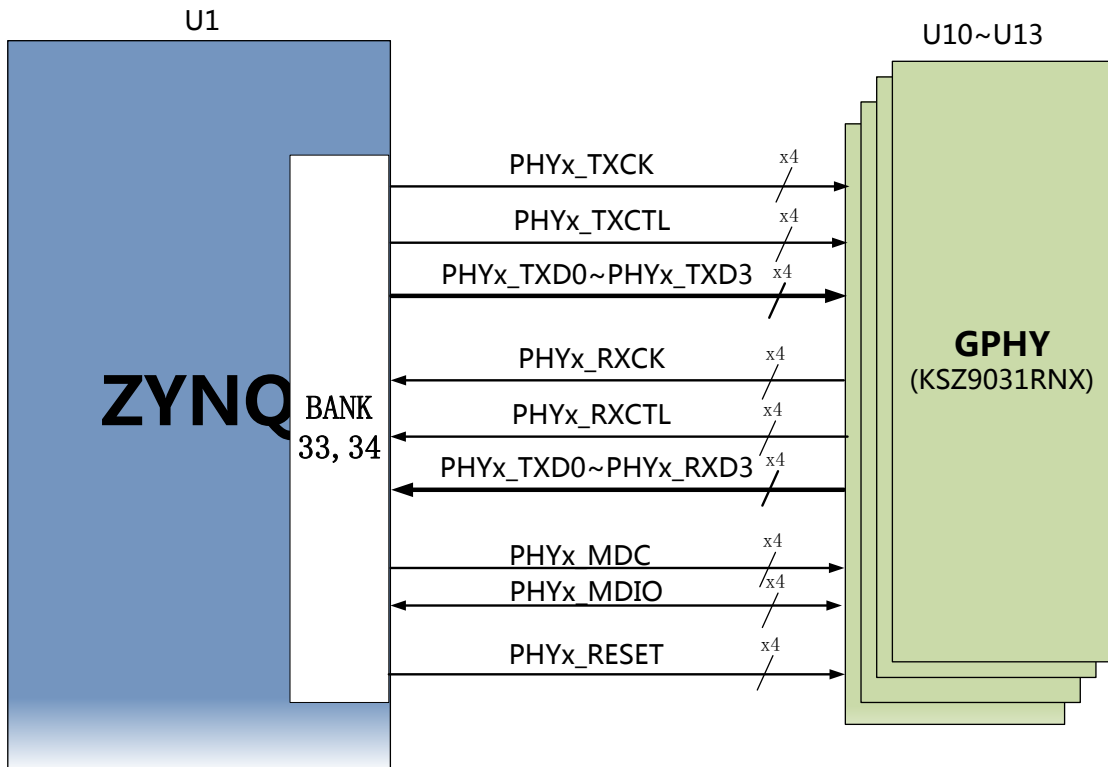 U1
U10~U13
PHYx_TXCK
x4
PHYx_TXCTL
x4
PHYx_TXD0~PHYx_TXD3
x4
PHYx_RXCK
x4
PHYx_RXCTL
x4
PHYx_TXD0~PHYx_RXD3
x4
PHYx_MDC
x4
PHYx_MDIO
x4
PHYx_RESET
x4
ZYNQ
BANK
33, 34
GPHY
(KSZ9031RNX)